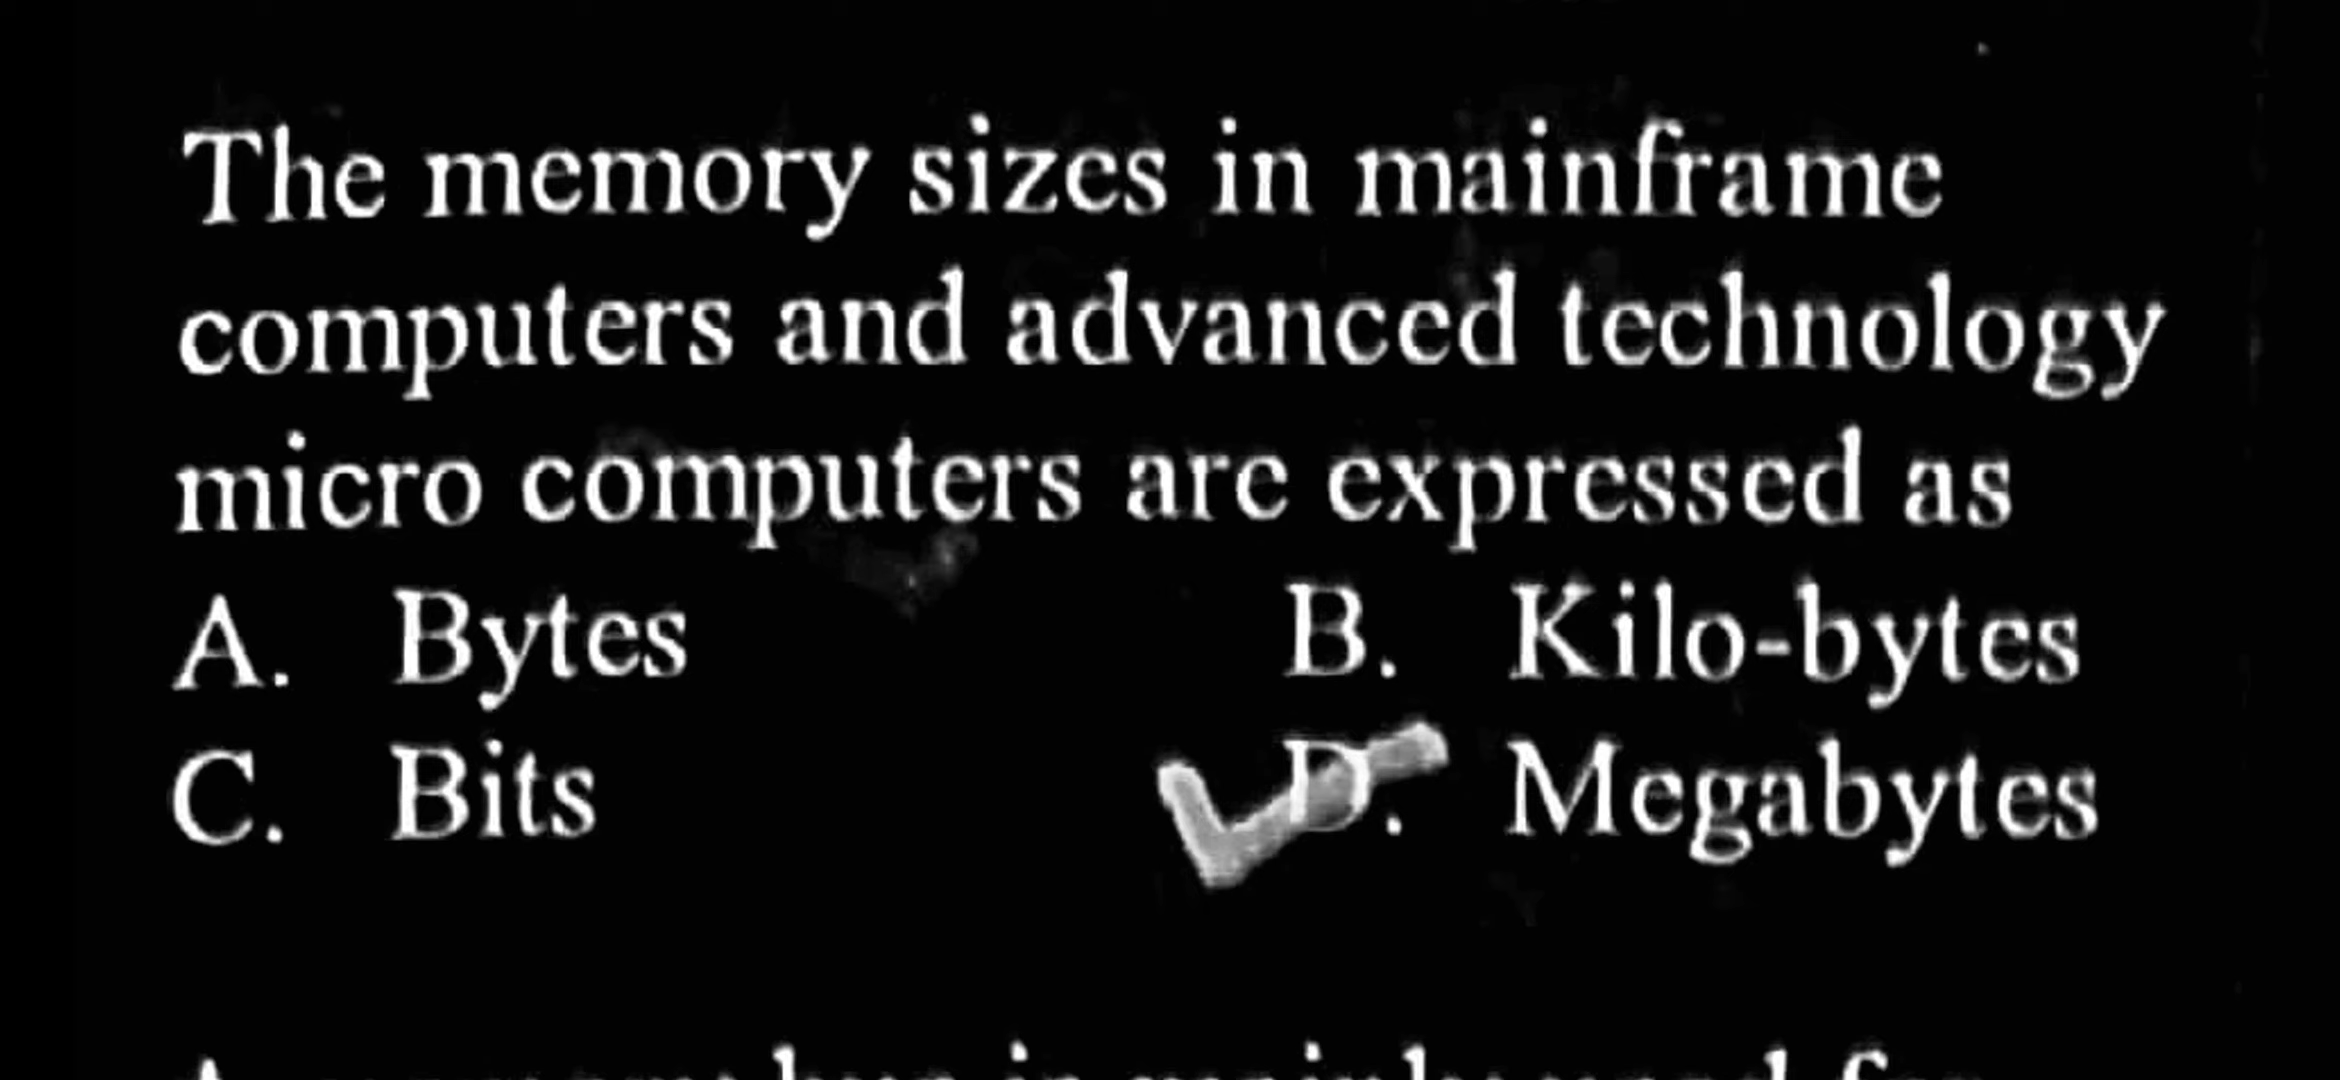 The memory sizes in mainframe
computers and advanced technology
micro computers are expressed as
A. Bytes B. Kilo-bytes
C. Bits D. Megabytes